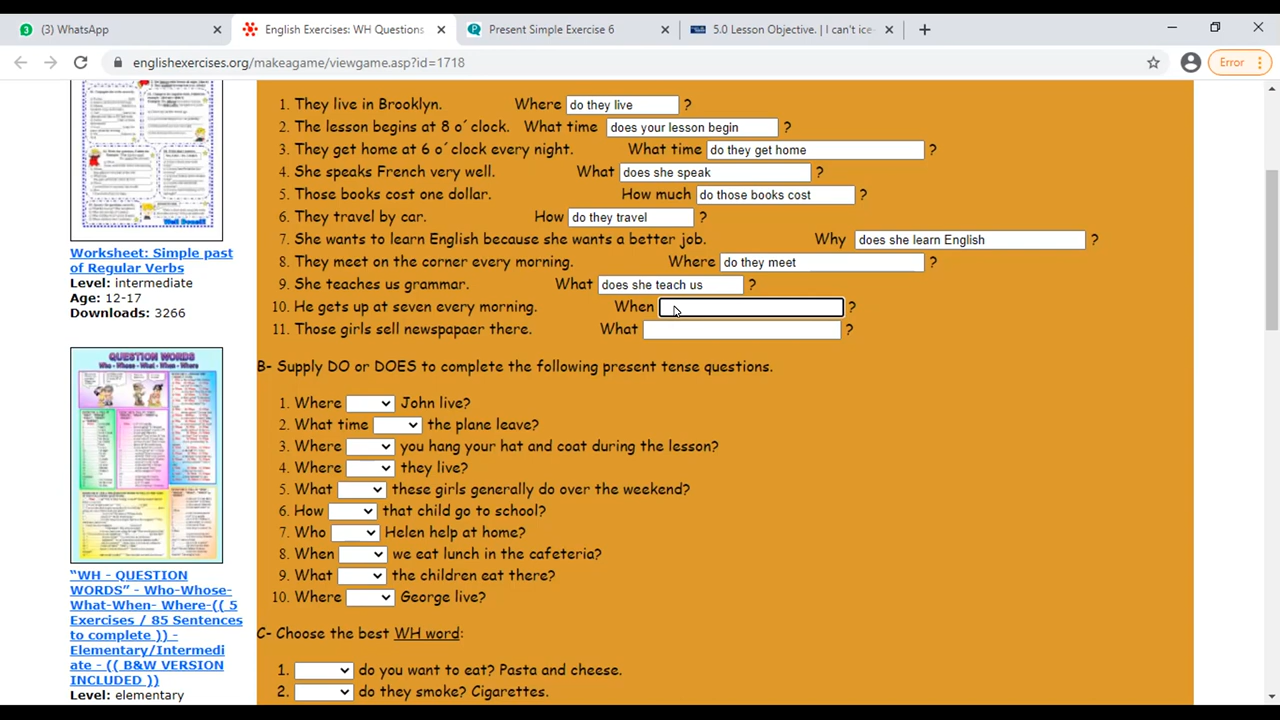 3 (3) WhatsApp × English Exercises: WH Questions × Present Simple Exercise 6 × 5.0 Lesson Objective. | I can't ice- × +
englishexercises.org/makeagame/viewgame.asp?id=1718 Error
Worksheet: Simple past
of Regular Verbs
Level: intermediate
Age: 12-17
Downloads: 3266
QUESTION WORDS
Who - Whose - What - When - Where
“WH - QUESTION
WORDS” - Who-Whose-
What-When- Where-(( 5
Exercises / 85 Sentences
to complete )) -
Elementary/Intermedi
ate - (( B&W VERSION
INCLUDED ))
Level: elementary
1. They live in Brooklyn. Where do they live ?
2. The lesson begins at 8 o´ clock. What time does your lesson begin ?
3. They get home at 6 o´ clock every night. What time do they get home ?
4. She speaks French very well. What does she speak ?
5. Those books cost one dollar. How much do those books cost ?
6. They travel by car. How do they travel ?
7. She wants to learn English because she wants a better job. Why does she learn English ?
8. They meet on the corner every morning. Where do they meet ?
9. She teaches us grammar. What does she teach us ?
10. He gets up at seven every morning. When ?
11. Those girls sell newspaper there. What ?
B- Supply DO or DOES to complete the following present tense questions.
1. Where John live?
2. What time the plane leave?
3. Where you hang your hat and coat during the lesson?
4. Where they live?
5. What these girls generally do over the weekend?
6. How that child go to school?
7. Who Helen help at home?
8. When we eat lunch in the cafeteria?
9. What the children eat there?
10. Where George live?
C- Choose the best WH word:
1. do you want to eat? Pasta and cheese.
2. do they smoke? Cigarettes.